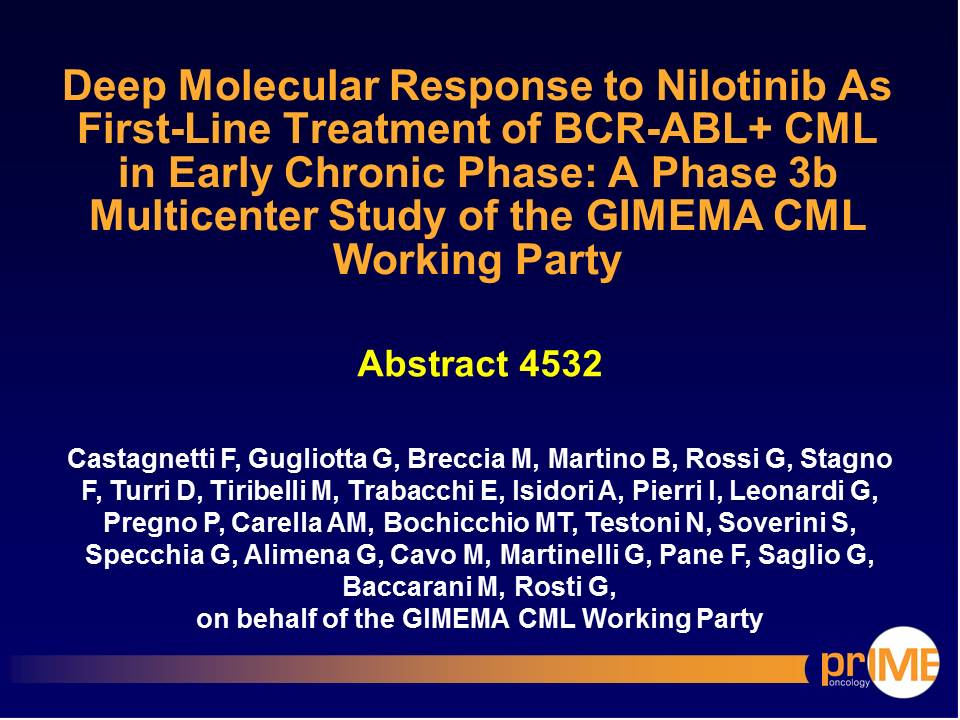 Deep Molecular Response to Nilotinib As
First-Line Treatment of BCR-ABL+ CML
in Early Chronic Phase: A Phase 3b
Multicenter Study of the GIMEMA CML
Working Party
Abstract 4532
Castagnetti F, Gugliotta G, Breccia M, Martino B, Rossi G, Stagno
F, Turri D, Tiribelli M, Trabacchi E, Isidori A, Pierri I, Leonardi G,
Pregno P, Carella AM, Bochicchio MT, Testoni N, Soverini S,
Specchia G, Alimena G, Cavo M, Martinelli G, Pane F, Saglio G,
Baccarani M, Rosti G,
on behalf of the GIMEMA CML Working Party
prIME
oncology